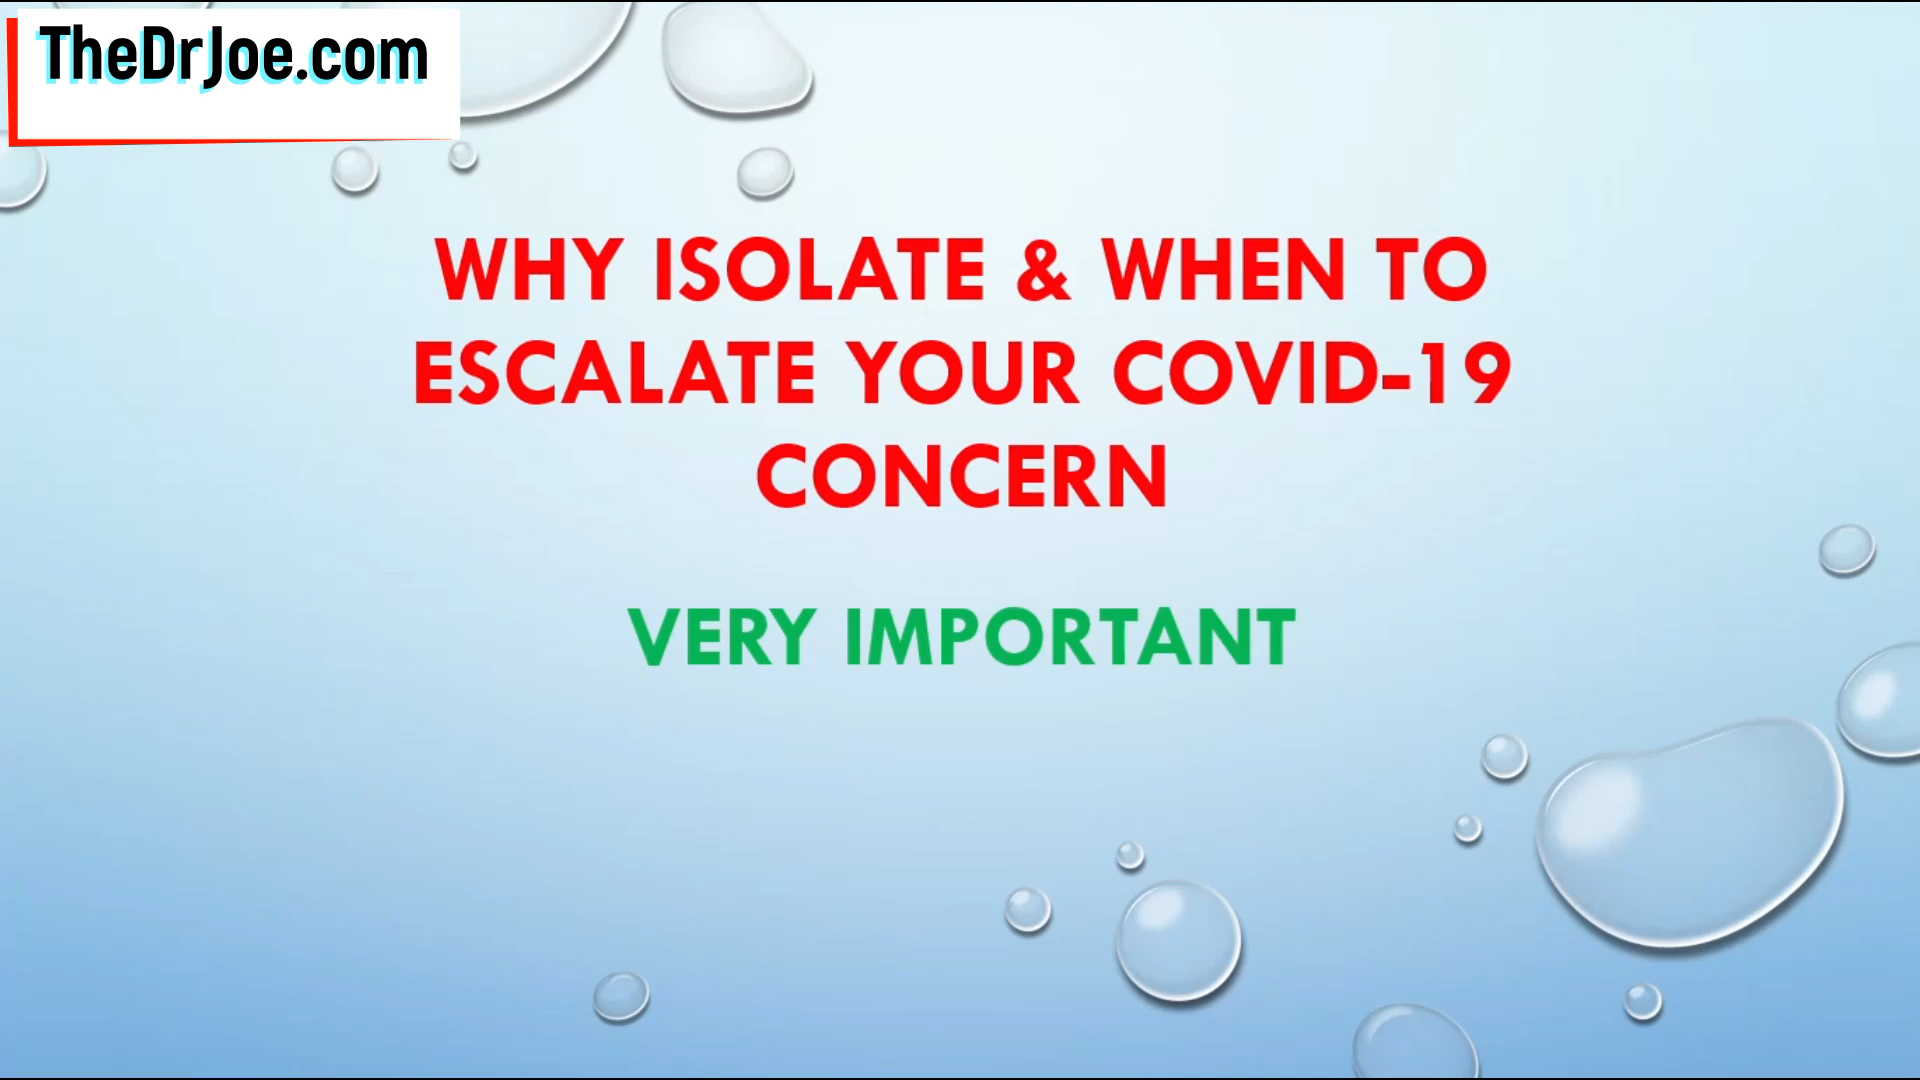 TheDrJoe.com
WHY ISOLATE & WHEN TO
ESCALATE YOUR COVID-19
CONCERN
VERY IMPORTANT